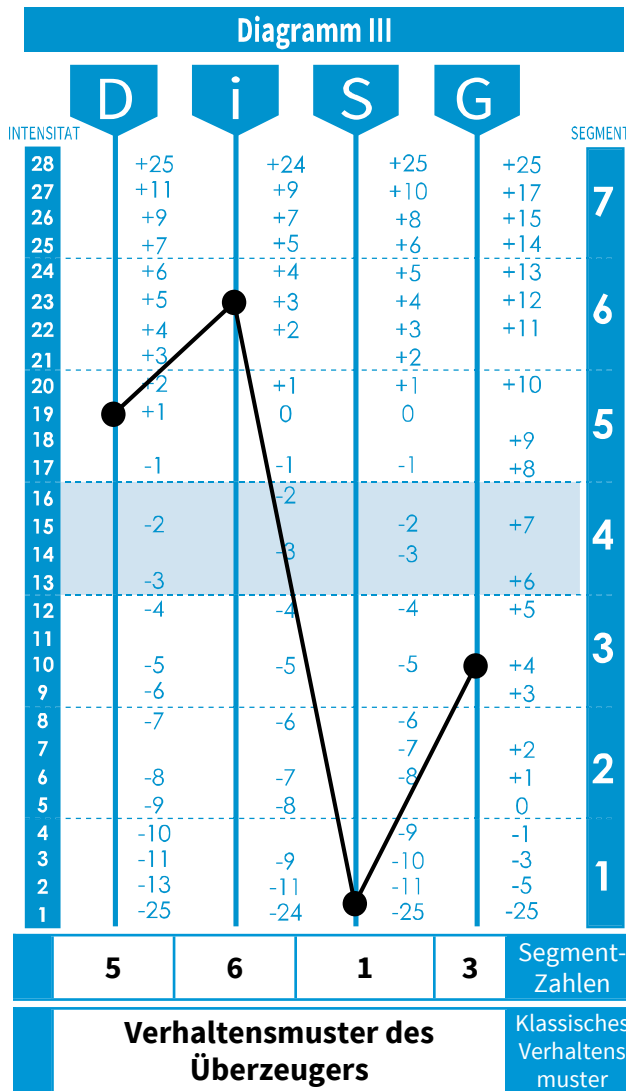 Diagramm III
D i S G
INTENSITAT SEGMENT
28 +25 +24 +25 +25
27 +11 +9 +10 +17 7
26 +9 +7 +8 +15
25 +7 +5 +6 +14
24 +6 +4 +5 +13
23 +5 +3 +4 +12 6
22 +4 +2 +3 +11
21 +3 +2
20 +2 +1 +1 +10
19 +1 0 0 5
18 +9
17 -1 -1 -1 +8
16 -2
15 -2 -2 +7 4
14 -3 -3
13 -3 +6
12 -4 -4 -4 +5
11 3
10 -5 -5 -5 +4
9 -6 +3
8 -7 -6 -6
7 -7 +2 2
6 -8 -7 -8 +1
5 -9 -8 0
4 -10 -9 -1
3 -11 -9 -10 -3 1
2 -13 -11 -11 -5
1 -25 -24 -25 -25
5 6 1 3 Segment-
Zahlen
Verhaltensmuster des
Überzeugers
Klassisches
Verhaltens
muster